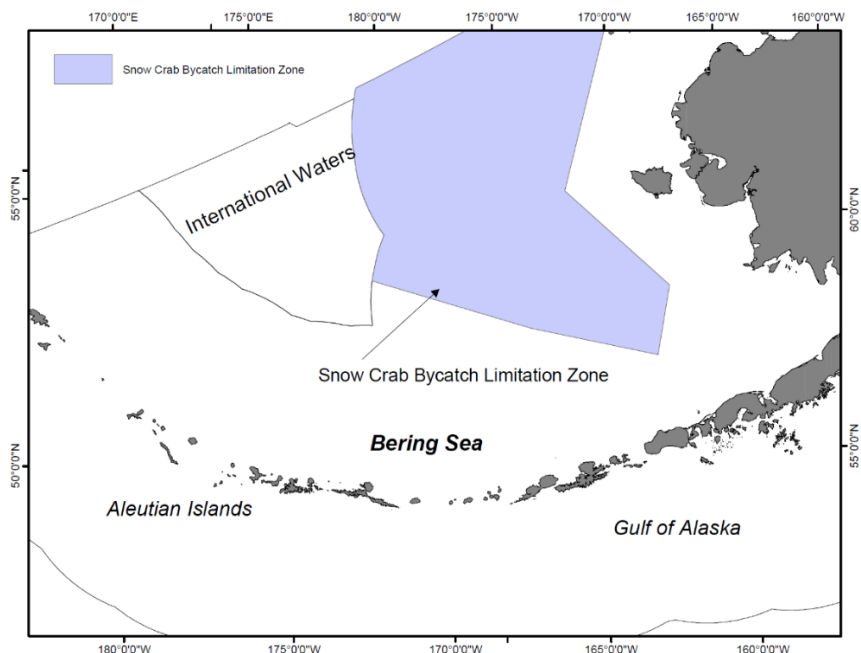 170°0'0"E
175°0'0"E
180°0'0"W
175°0'0"W
170°0'0"W
165°0'0"W
160°0'0"W
Snow Crab Bycatch Limitation Zone
International Waters
55°0'0"N
60°0'0"N
Snow Crab Bycatch Limitation Zone
Bering Sea
50°0'0"N
55°0'0"N
Aleutian Islands
Gulf of Alaska
180°0'0"W
175°0'0"W
170°0'0"W
165°0'0"W
160°0'0"W